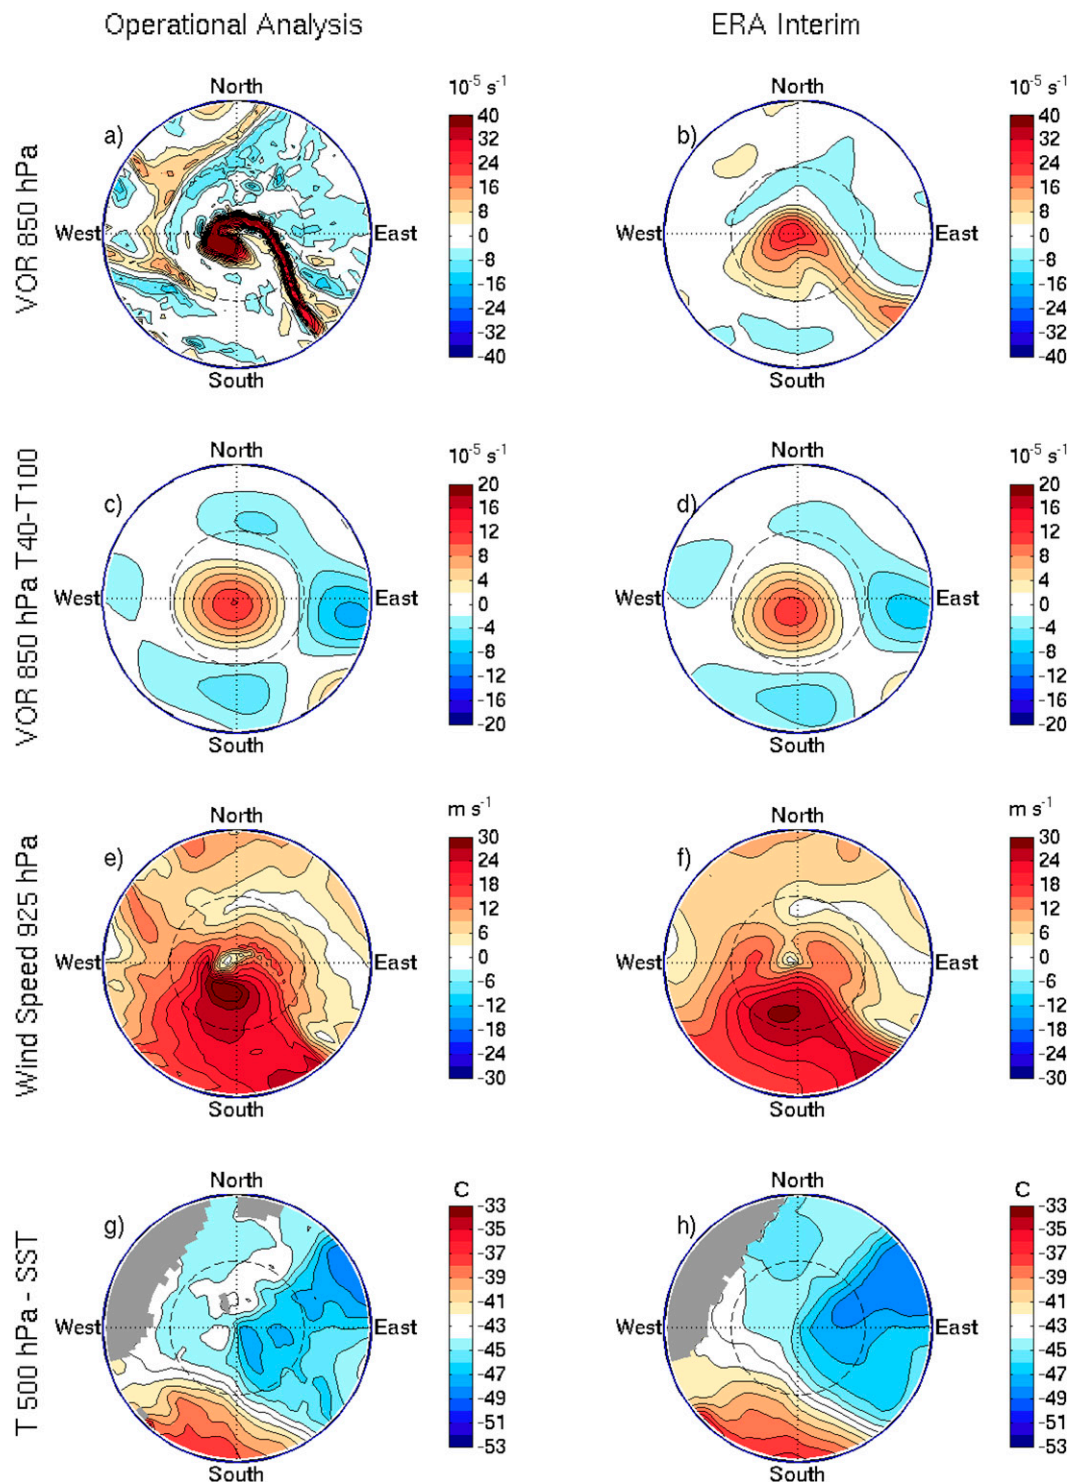 Operational Analysis ERA Interim
VOR 850 hPa
a)
North
West East
South
10⁻⁵ s⁻¹
40
32
24
16
8
0
-8
-16
-24
-32
-40
b)
North
West East
South
10⁻⁵ s⁻¹
40
32
24
16
8
0
-8
-16
-24
-32
-40
VOR 850 hPa T40-T100
c)
North
West East
South
10⁻⁵ s⁻¹
20
16
12
8
4
0
-4
-8
-12
-16
-20
d)
North
West East
South
10⁻⁵ s⁻¹
20
16
12
8
4
0
-4
-8
-12
-16
-20
Wind Speed 925 hPa
e)
North
West East
South
m s⁻¹
30
24
18
12
6
0
-6
-12
-18
-24
-30
f)
North
West East
South
m s⁻¹
30
24
18
12
6
0
-6
-12
-18
-24
-30
T 500 hPa - SST
g)
North
West East
South
C
-33
-35
-37
-39
-41
-43
-45
-47
-49
-51
-53
h)
North
West East
South
C
-33
-35
-37
-39
-41
-43
-45
-47
-49
-51
-53